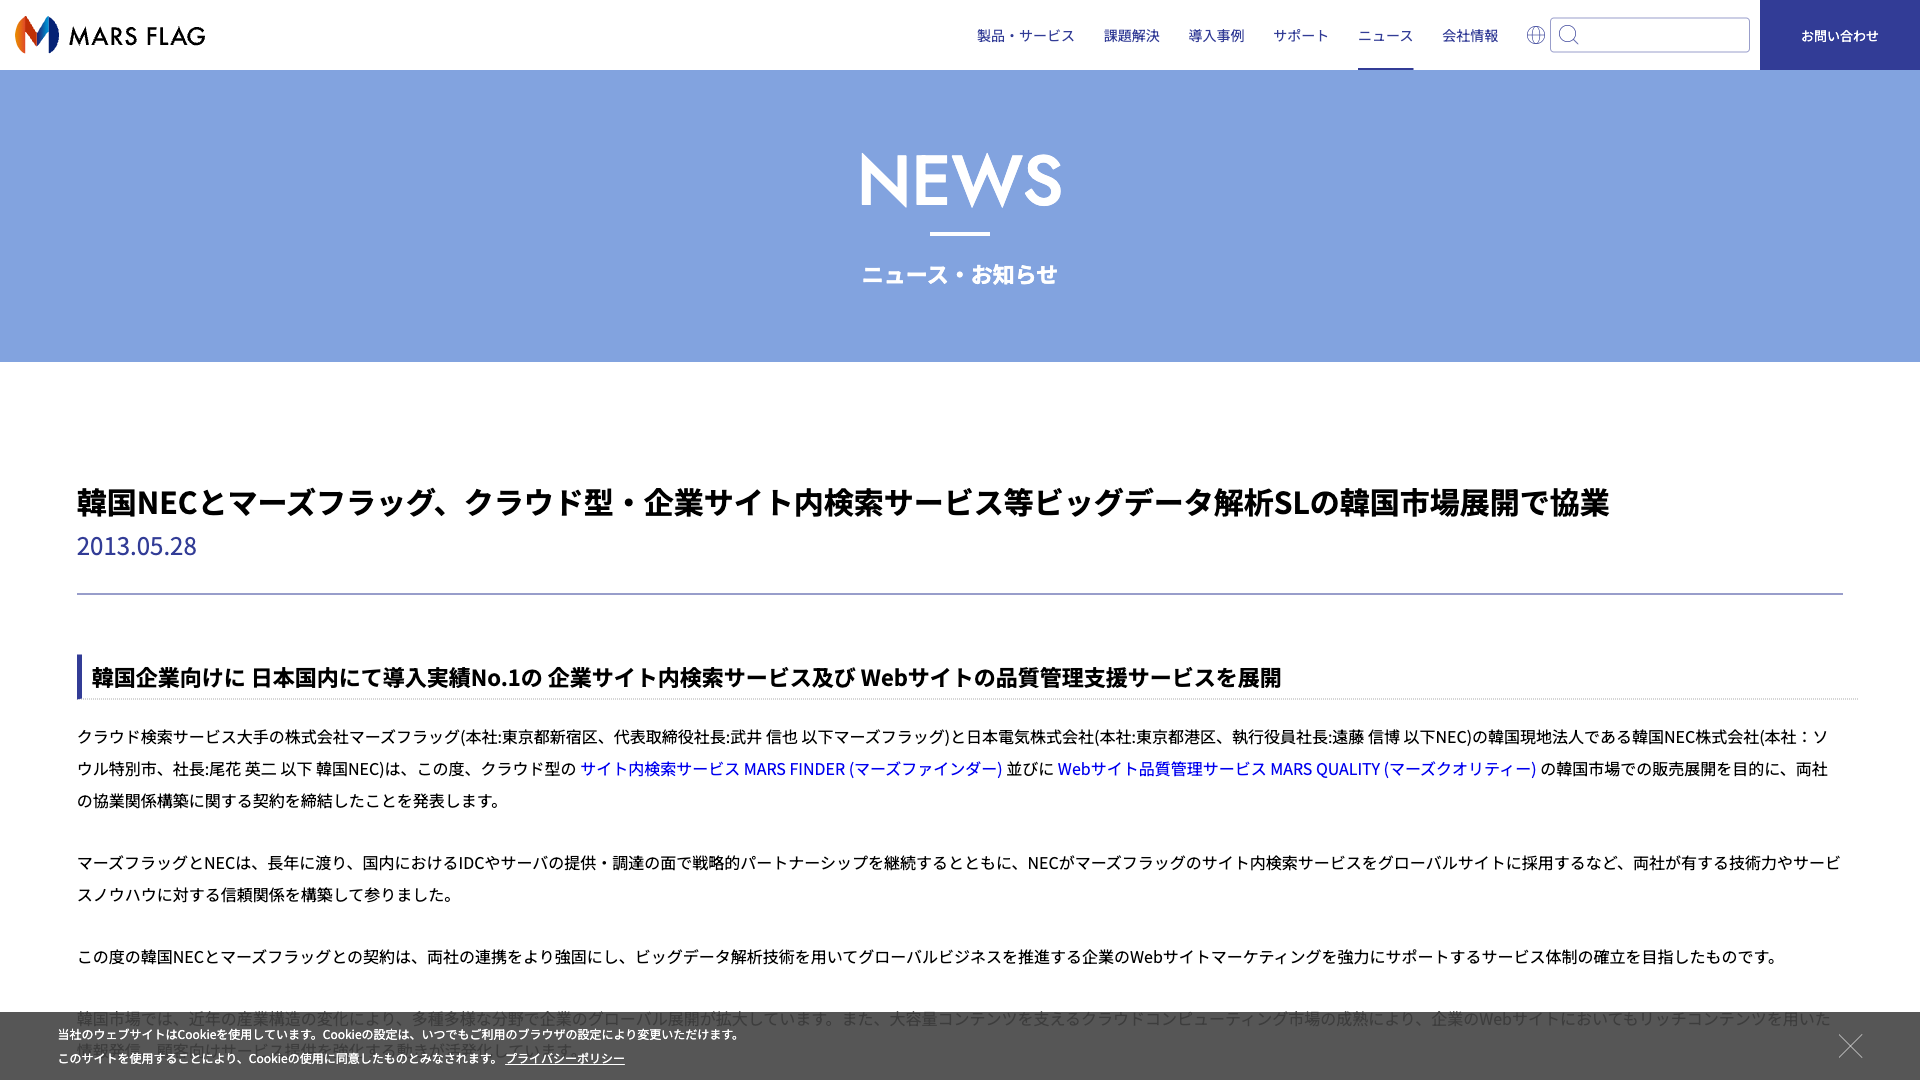 MARS FLAG
製品・サービス
課題解決
導入事例
サポート
ニュース
会社情報
お問い合わせ
NEWS
ニュース・お知らせ
韓国NECとマーズフラッグ、クラウド型・企業サイト内検索サービス等ビッグデータ解析SLの韓国市場展開で協業
2013.05.28
韓国企業向けに 日本国内にて導入実績No.1の 企業サイト内検索サービス及び Webサイトの品質管理支援サービスを展開
クラウド検索サービス大手の株式会社マーズフラッグ(本社:東京都新宿区、代表取締役社長:武井 信也 以下マーズフラッグ)と日本電気株式会社(本社:東京都港区、執行役員社長:遠藤 信博 以下NEC)の韓国現地法人である韓国NEC株式会社(本社：ソ
ウル特別市、社長:尾花 英二 以下 韓国NEC)は、この度、クラウド型の サイト内検索サービス MARS FINDER (マーズファインダー) 並びに Webサイト品質管理サービス MARS QUALITY (マーズクオリティー) の韓国市場での販売展開を目的に、両社
の協業関係構築に関する契約を締結したことを発表します。
マーズフラッグとNECは、長年に渡り、国内におけるIDCやサーバの提供・調達の面で戦略的パートナーシップを継続するとともに、NECがマーズフラッグのサイト内検索サービスをグローバルサイトに採用するなど、両社が有する技術力やサービ
スノウハウに対する信頼関係を構築して参りました。
この度の韓国NECとマーズフラッグとの契約は、両社の連携をより強固にし、ビッグデータ解析技術を用いてグローバルビジネスを推進する企業のWebサイトマーケティングを強力にサポートするサービス体制の確立を目指したものです。
韓国市場では、近年の産業構造の変化により、多種多様な分野で企業のグローバル展開が拡大しています。また、大容量コンテンツを支えるクラウドコンピューティング市場の成熟により、企業のWebサイトにおいてもリッチコンテンツを用いた
当社のウェブサイトはCookieを使用しています。Cookieの設定は、いつでもご利用のブラウザの設定により変更いただけます。
このサイトを使用することにより、Cookieの使用に同意したものとみなされます。 プライバシーポリシー